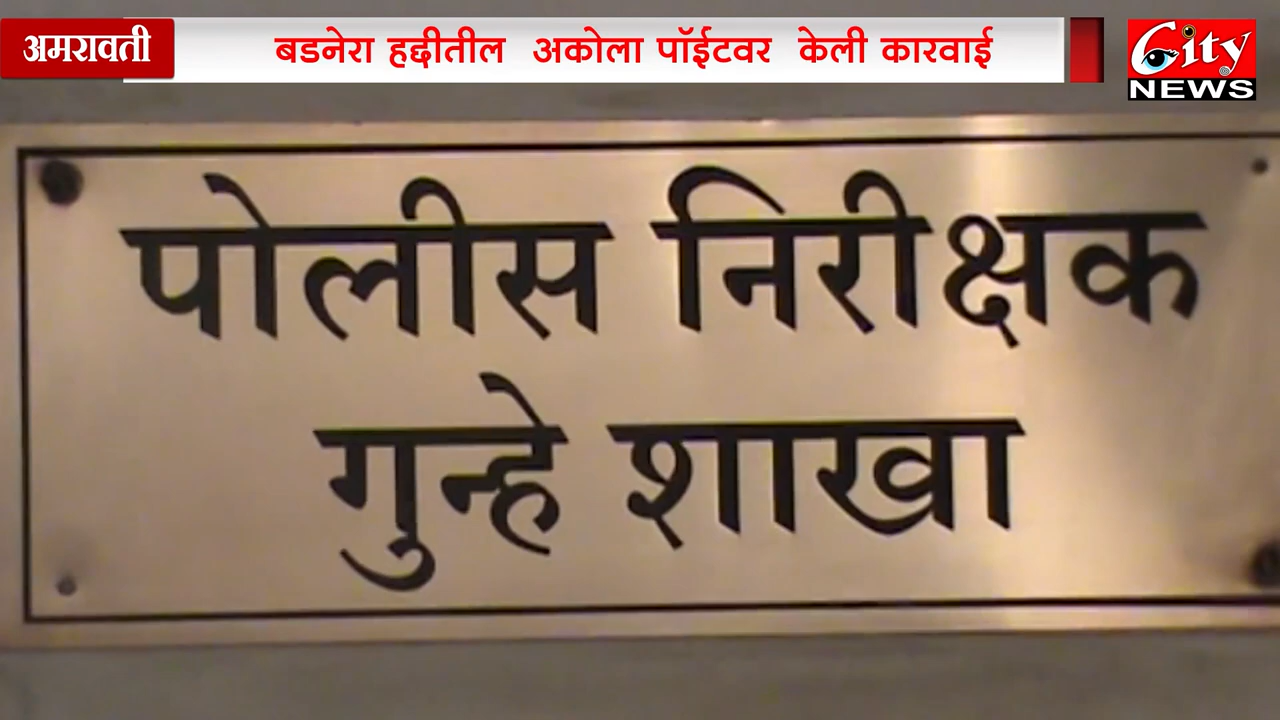 अमरावती
बडनेरा हद्दीतील अकोला पॉईटवर केली कारवाई
City
NEWS
पोलीस निरीक्षक
गुन्हे शाखा